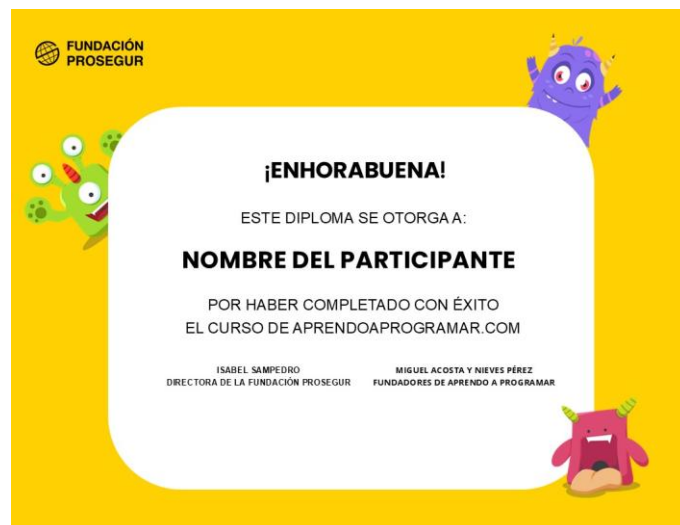 FUNDACIÓN
PROSEGUR
¡ENHORABUENA!
ESTE DIPLOMA SE OTORGA A:
NOMBRE DEL PARTICIPANTE
POR HABER COMPLETADO CON ÉXITO
EL CURSO DE APRENDOAPROGRAMAR.COM
ISABEL SAMPEDRO
DIRECTORA DE LA FUNDACIÓN PROSEGUR
MIGUEL ACOSTA Y NIEVES PÉREZ
FUNDADORES DE APRENDO A PROGRAMAR